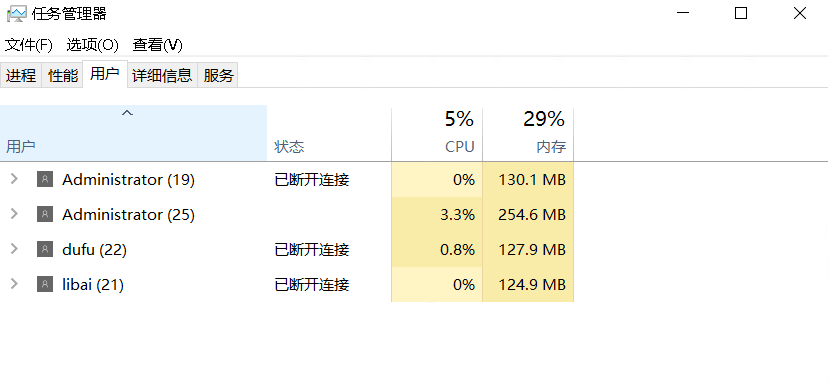 任务管理器
文件(F) 选项(O) 查看(V)
进程 性能 用户 详细信息 服务
5% 29%
用户 状态 CPU 内存
Administrator (19) 已断开连接 0% 130.1 MB
Administrator (25) 3.3% 254.6 MB
dufu (22) 已断开连接 0.8% 127.9 MB
libai (21) 已断开连接 0% 124.9 MB